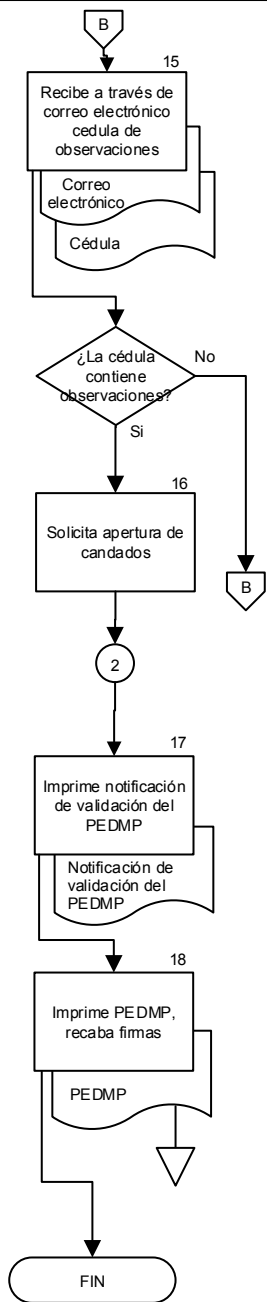 B
15
Recibe a través de
correo electrónico
cedula de
observaciones
Correo
electrónico
Cédula
¿La cédula
contiene
observaciones?
No
Si
16
Solicita apertura de
candados
B
2
17
Imprime notificación
de validación del
PEDMP
Notificación de
validación del
PEDMP
18
Imprime PEDMP,
recaba firmas
PEDMP
FIN